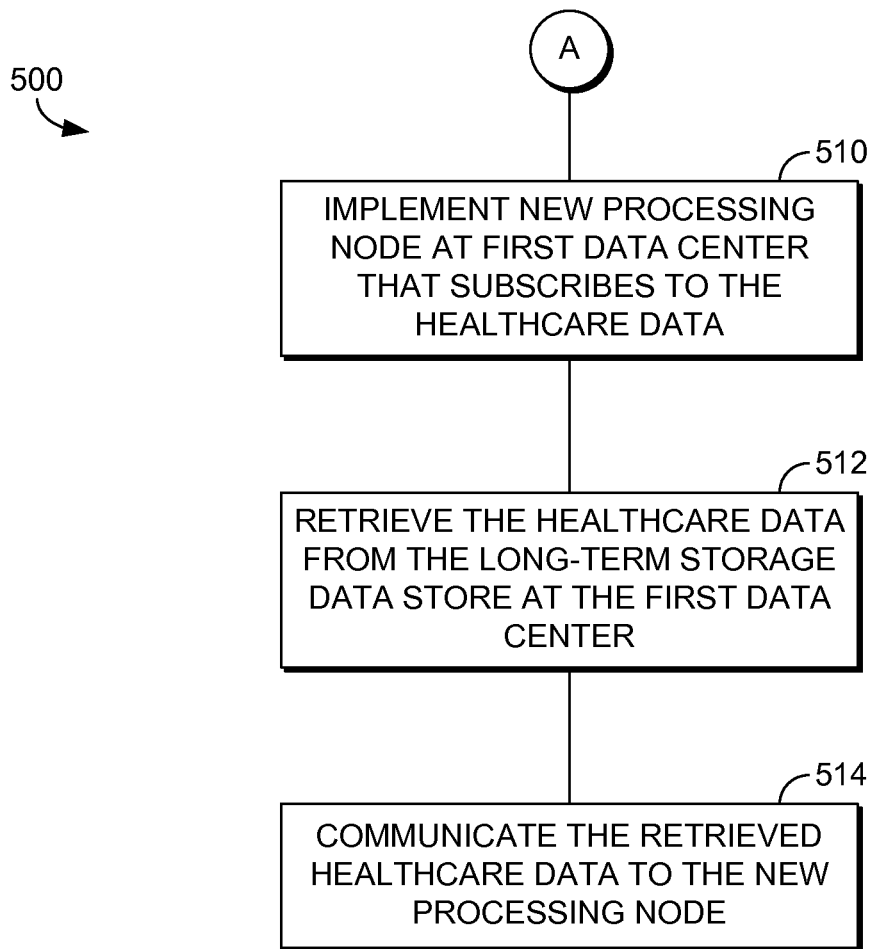 A
500
510
IMPLEMENT NEW PROCESSING
NODE AT FIRST DATA CENTER
THAT SUBSCRIBES TO THE
HEALTHCARE DATA
512
RETRIEVE THE HEALTHCARE DATA
FROM THE LONG-TERM STORAGE
DATA STORE AT THE FIRST DATA
CENTER
514
COMMUNICATE THE RETRIEVED
HEALTHCARE DATA TO THE NEW
PROCESSING NODE